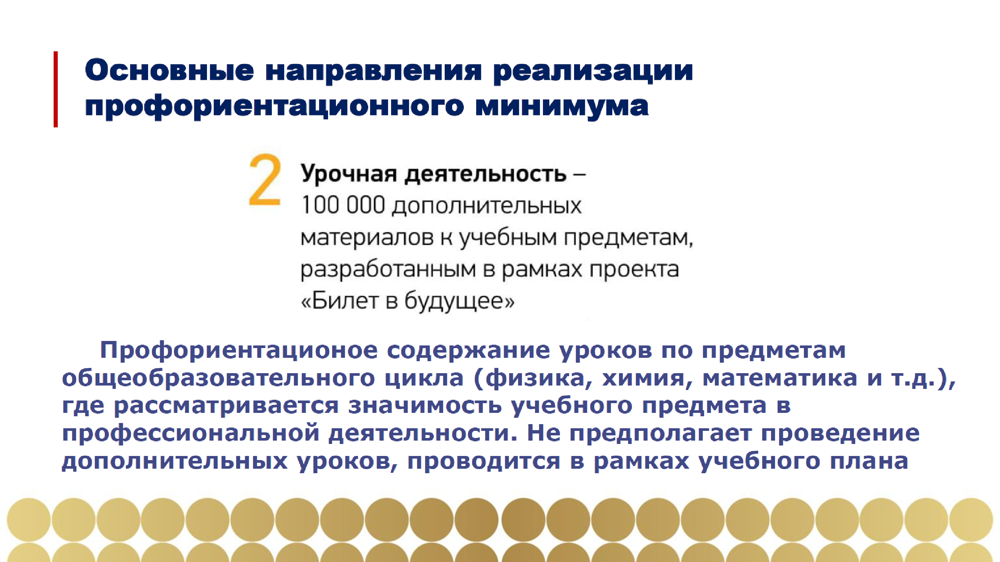 Основные направления реализации
профориентационного минимума
2
Урочная деятельность –
100 000 дополнительных
материалов к учебным предметам,
разработанным в рамках проекта
«Билет в будущее»
Профориентационое содержание уроков по предметам
общеобразовательного цикла (физика, химия, математика и т.д.),
где рассматривается значимость учебного предмета в
профессиональной деятельности. Не предполагает проведение
дополнительных уроков, проводится в рамках учебного плана